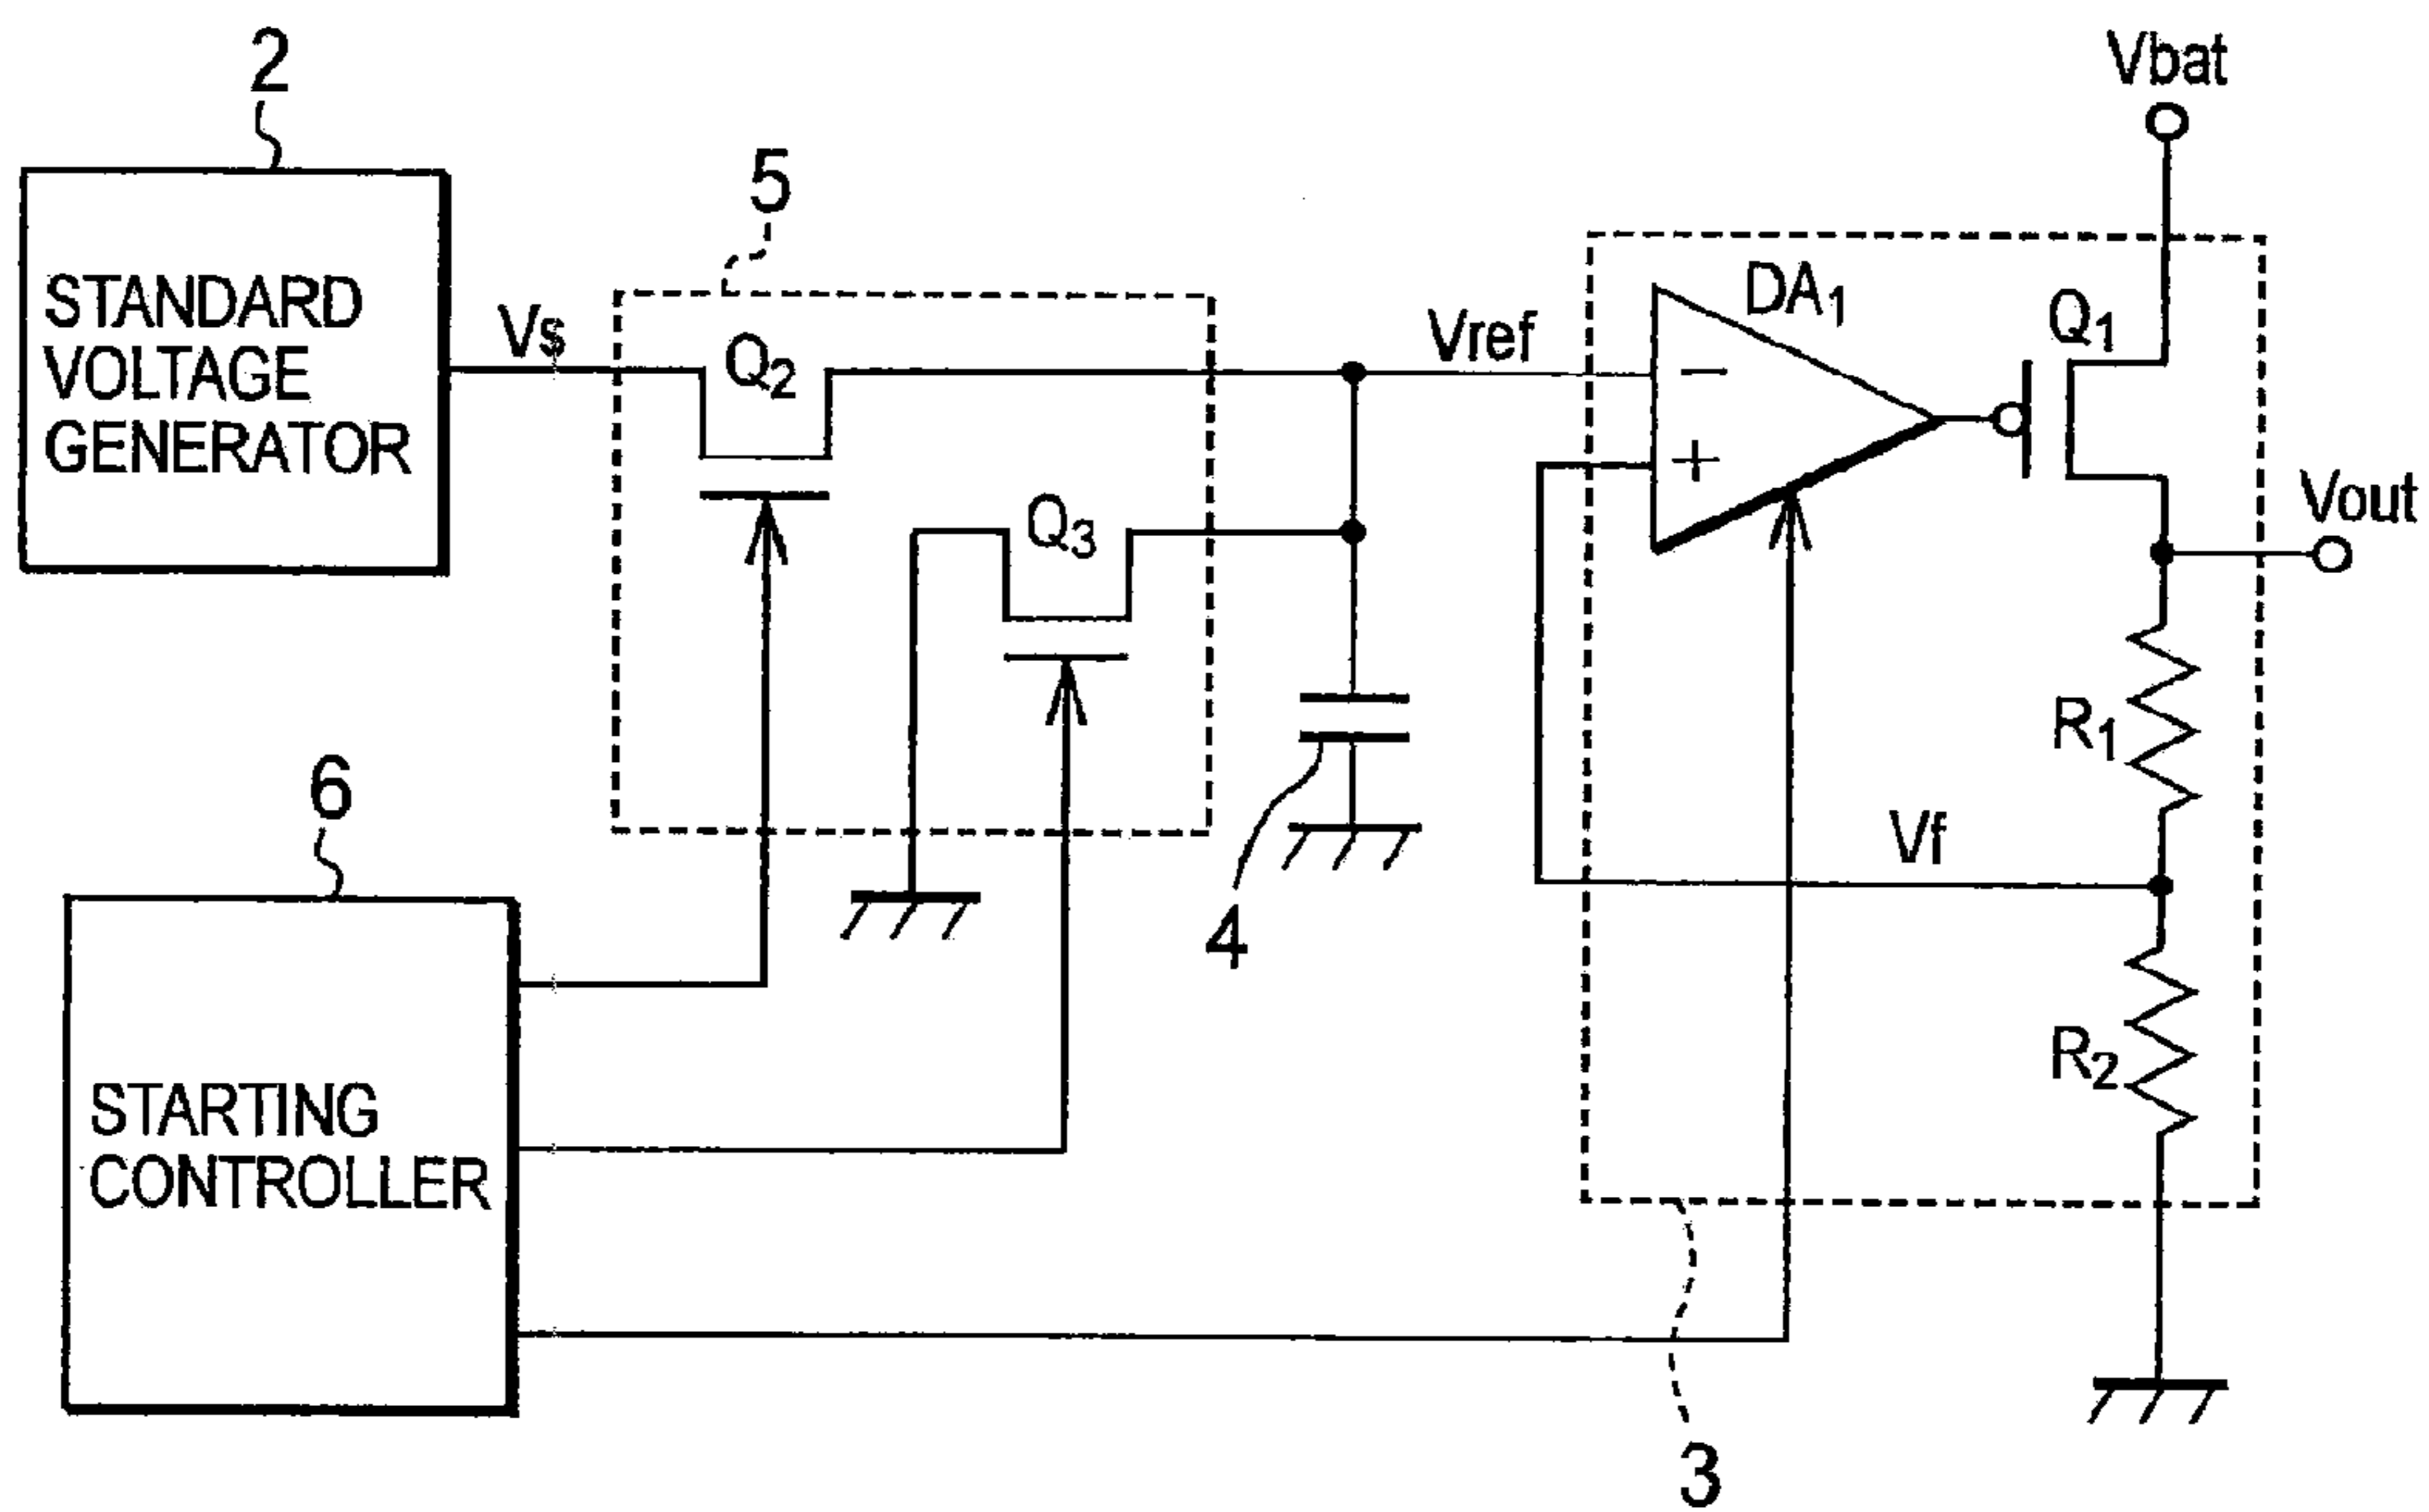 2
Vbat
5
STANDARD
VOLTAGE
GENERATOR
Vs
Q2
Vref
DA1
Q1
−
+
Q3
Vout
R1
6
Vf
4
STARTING
CONTROLLER
R2
3